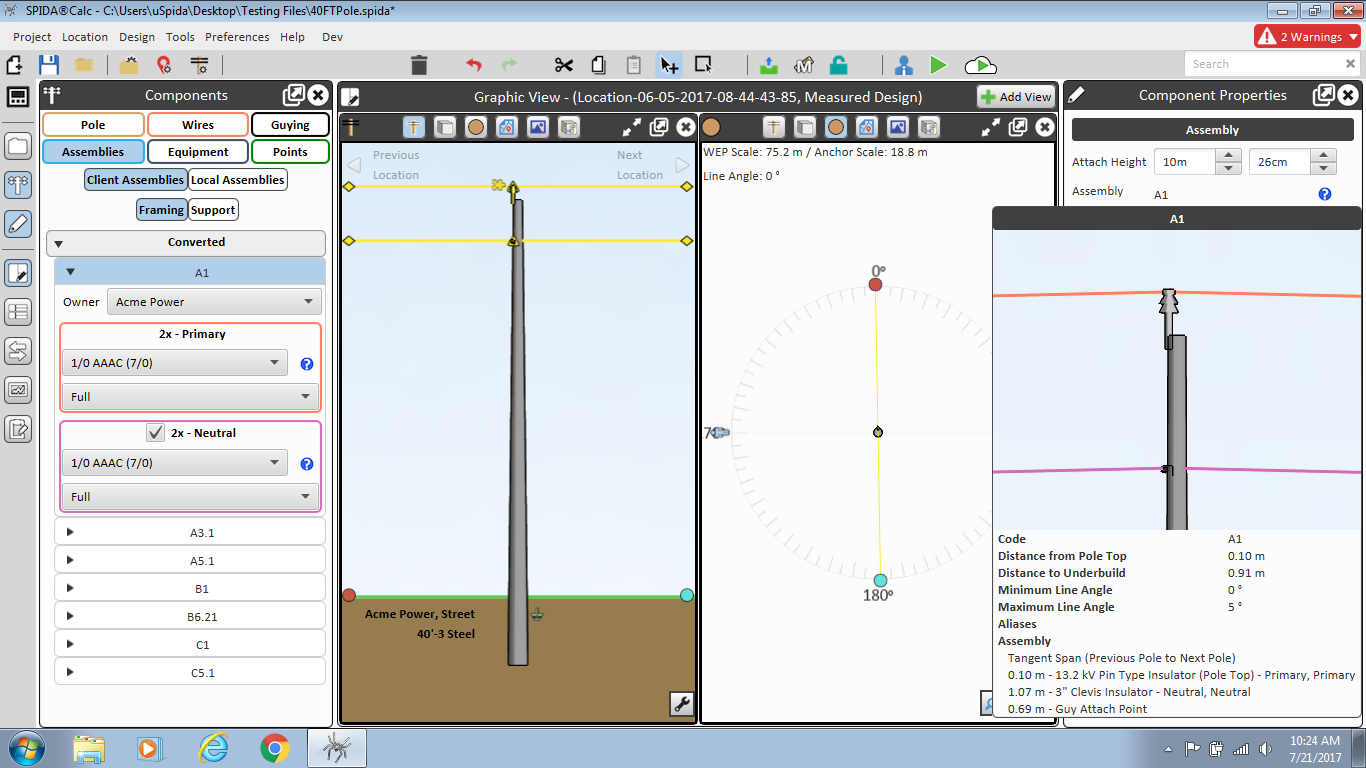 SPIDA®Calc - C:\Users\uSpida\Desktop\Testing Files\40FTPole.spida*
Project Location Design Tools Preferences Help Dev
2 Warnings
Search
Components
Pole Wires Guying
Assemblies Equipment Points
Client Assemblies Local Assemblies
Framing Support
Converted
A1
Owner Acme Power
2x - Primary
1/0 AAAC (7/0)
Full
2x - Neutral
1/0 AAAC (7/0)
Full
A3.1
A5.1
B1
B6.21
C1
C5.1
Graphic View - (Location-06-05-2017-08-44-43-85, Measured Design)
Add View
Previous
Location
Next
Location
Acme Power, Street
40'-3 Steel
WEP Scale: 75.2 m / Anchor Scale: 18.8 m
Line Angle: 0 °
0°
7
180°
Component Properties
Assembly
Attach Height 10m 26cm
Assembly A1
A1
Code A1
Distance from Pole Top 0.10 m
Distance to Underbuild 0.91 m
Minimum Line Angle 0 °
Maximum Line Angle 5 °
Aliases
Assembly
Tangent Span (Previous Pole to Next Pole)
0.10 m - 13.2 kV Pin Type Insulator (Pole Top) - Primary, Primary
1.07 m - 3" Clevis Insulator - Neutral, Neutral
0.69 m - Guy Attach Point
10:24 AM
7/21/2017